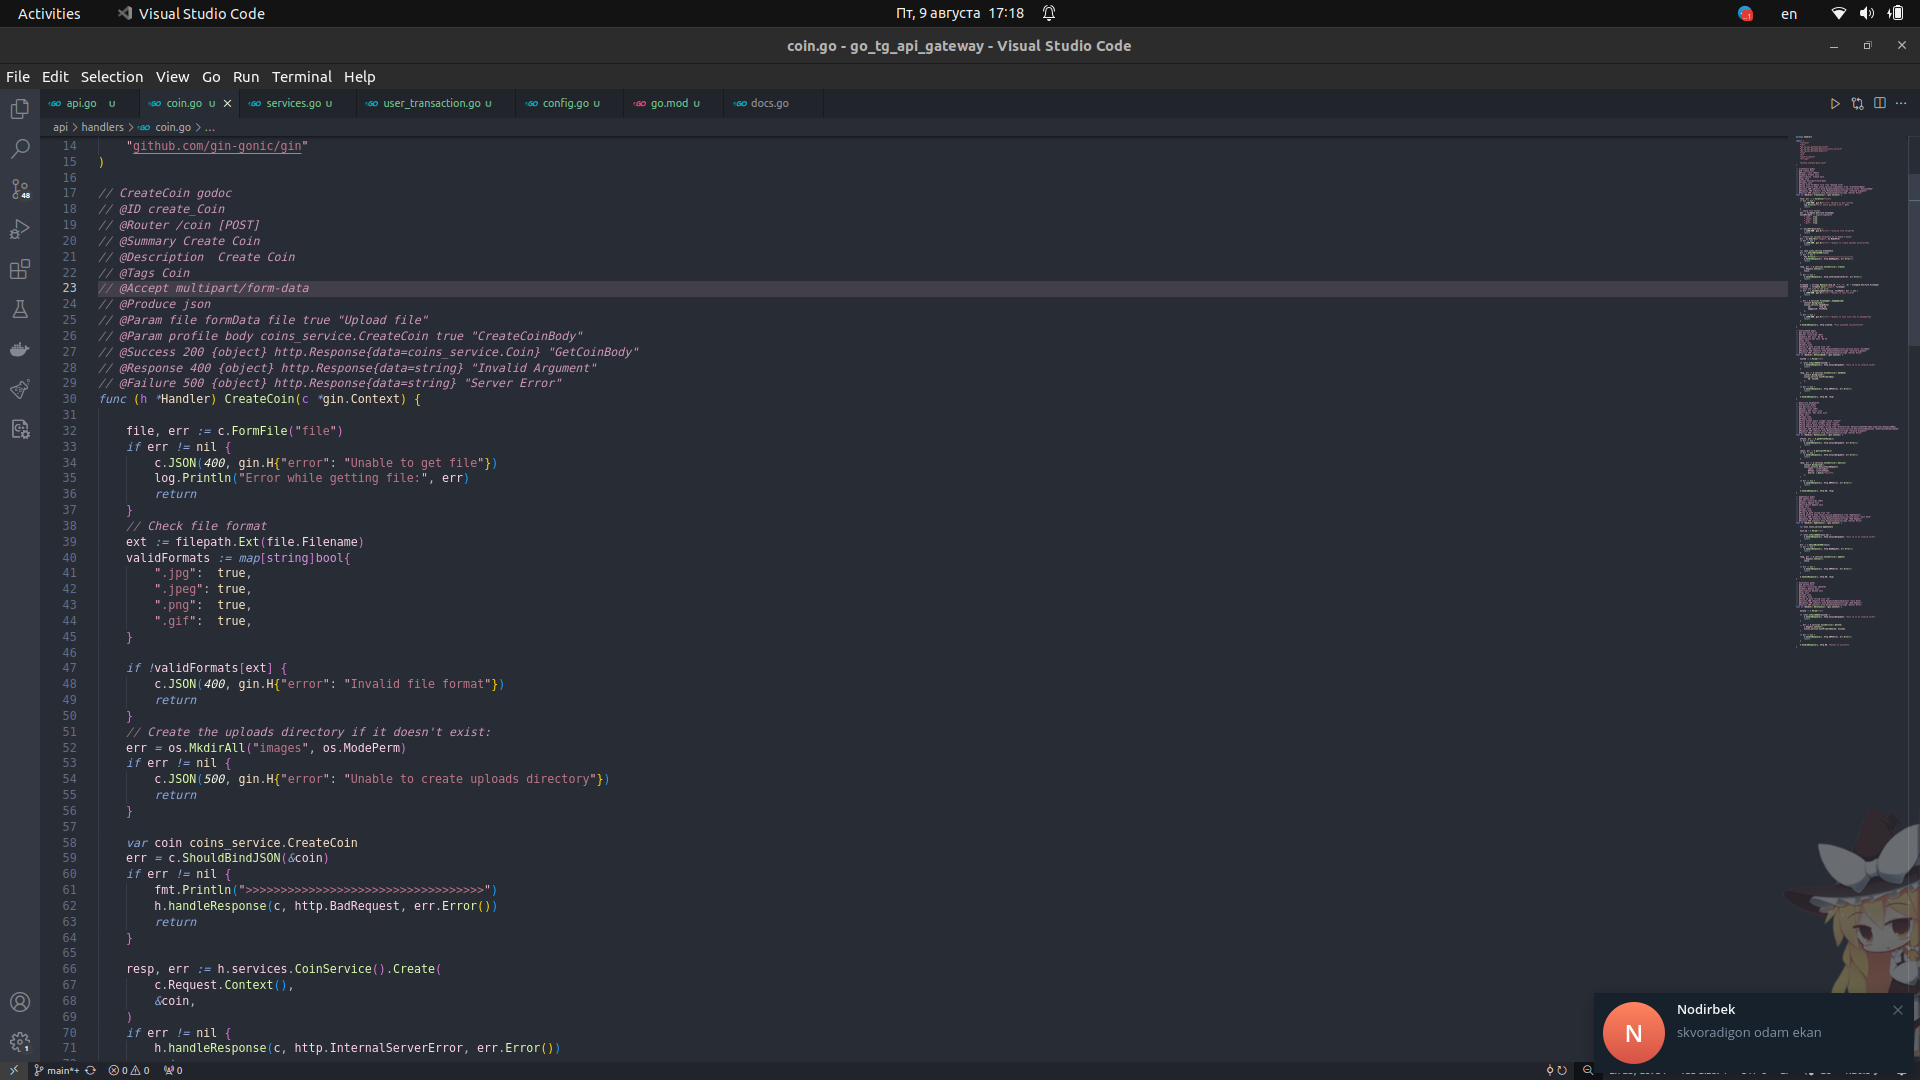 Activities
Visual Studio Code
Пт, 9 августа 17:18
en
coin.go - go_tg_api_gateway - Visual Studio Code
File Edit Selection View Go Run Terminal Help
api.go U
coin.go U
services.go U
user_transaction.go U
config.go U
go.mod U
docs.go
api > handlers > coin.go > ...
14 "github.com/gin-gonic/gin"
15 )
16
17 // CreateCoin godoc
18 // @ID create_Coin
19 // @Router /coin [POST]
20 // @Summary Create Coin
21 // @Description  Create Coin
22 // @Tags Coin
23 // @Accept multipart/form-data
24 // @Produce json
25 // @Param file formData file true "Upload file"
26 // @Param profile body coins_service.CreateCoin true "CreateCoinBody"
27 // @Success 200 {object} http.Response{data=coins_service.Coin} "GetCoinBody"
28 // @Response 400 {object} http.Response{data=string} "Invalid Argument"
29 // @Failure 500 {object} http.Response{data=string} "Server Error"
30 func (h *Handler) CreateCoin(c *gin.Context) {
31
32 file, err := c.FormFile("file")
33 if err != nil {
34 c.JSON(400, gin.H{"error": "Unable to get file"})
35 log.Println("Error while getting file:", err)
36 return
37 }
38 // Check file format
39 ext := filepath.Ext(file.Filename)
40 validFormats := map[string]bool{
41 ".jpg":  true,
42 ".jpeg": true,
43 ".png":  true,
44 ".gif":  true,
45 }
46
47 if !validFormats[ext] {
48 c.JSON(400, gin.H{"error": "Invalid file format"})
49 return
50 }
51 // Create the uploads directory if it doesn't exist:
52 err = os.MkdirAll("images", os.ModePerm)
53 if err != nil {
54 c.JSON(500, gin.H{"error": "Unable to create uploads directory"})
55 return
56 }
57
58 var coin coins_service.CreateCoin
59 err = c.ShouldBindJSON(&coin)
60 if err != nil {
61 fmt.Println(">>>>>>>>>>>>>>>>>>>>>>>>>>>>>>>>>>")
62 h.handleResponse(c, http.BadRequest, err.Error())
63 return
64 }
65
66 resp, err := h.services.CoinService().Create(
67 c.Request.Context(),
68 &coin,
69 )
70 if err != nil {
71 h.handleResponse(c, http.InternalServerError, err.Error())
48
1
N
Nodirbek
skvoradigon odam ekan
main*+ 0 0 0